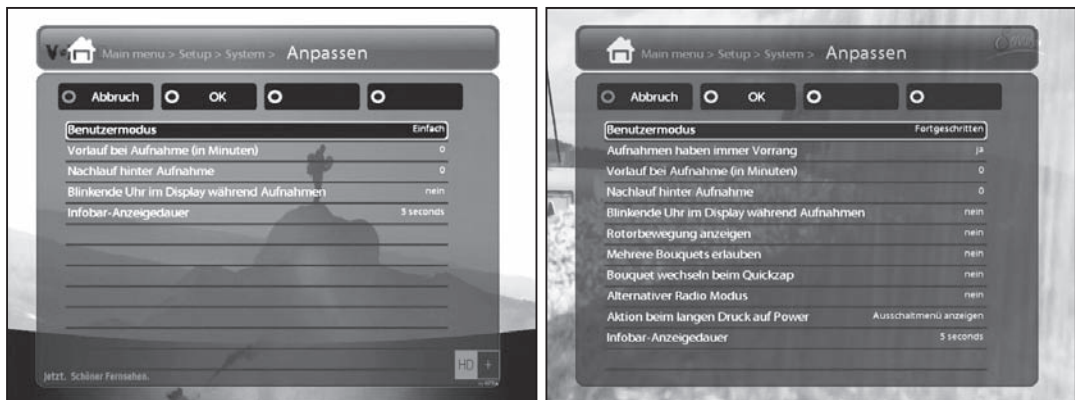 Main menu > Setup > System > Anpassen
Abbruch OK
Benutzermodus Einfach
Vorlauf bei Aufnahme (in Minuten) 0
Nachlauf hinter Aufnahme 0
Blinkende Uhr im Display während Aufnahmen nein
Infobar-Anzeigedauer 5 seconds
HD +
Jetzt. Schöner Fernsehen.
Main menu > Setup > System > Anpassen
Abbruch OK
Benutzermodus Fortgeschritten
Aufnahmen haben immer Vorrang ja
Vorlauf bei Aufnahme (in Minuten) 0
Nachlauf hinter Aufnahme 0
Blinkende Uhr im Display während Aufnahmen nein
Rotorbewegung anzeigen nein
Mehrere Bouquets erlauben nein
Bouquet wechseln beim Quickzap nein
Alternativer Radio Modus nein
Aktion beim langen Druck auf Power Ausschaltmenü anzeigen
Infobar-Anzeigedauer 5 seconds